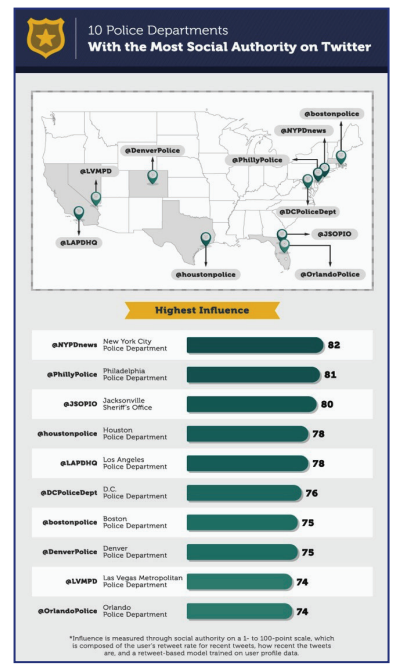 10 Police Departments
With the Most Social Authority on Twitter
@bostonpolice
@NYPDnews
@DenverPolice
@PhillyPolice
@LVMPD
@DCPoliceDept
@LAPDHQ
@JSOPIO
@houstonpolice
@OrlandoPolice
Highest Influence
@NYPDnews New York City
Police Department
82
@PhillyPolice Philadelphia
Police Department
81
@JSOPIO Jacksonville
Sheriff's Office
80
@houstonpolice Houston
Police Department
78
@LAPDHQ Los Angeles
Police Department
78
@DCPoliceDept D.C.
Police Department
76
@bostonpolice Boston
Police Department
75
@DenverPolice Denver
Police Department
75
@LVMPD Las Vegas Metropolitan
Police Department
74
@OrlandoPolice Orlando
Police Department
74
*Influence is measured through social authority on a 1- to 100-point scale, which
is composed of the user's retweet rate for recent tweets, how recent the tweets
are, and a retweet-based model trained on user profile data.